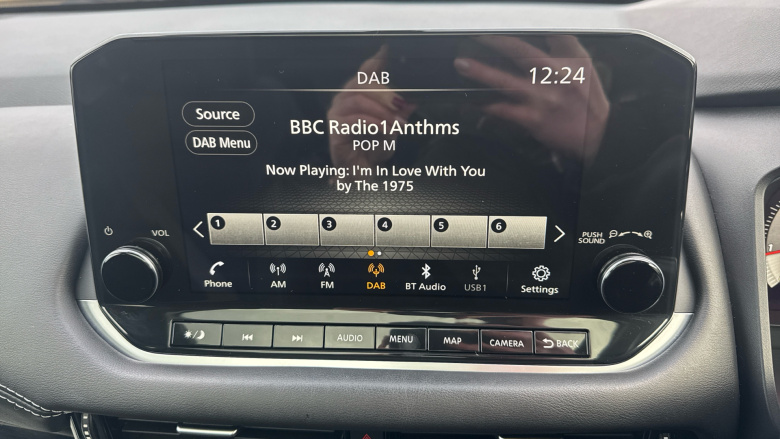 DAB
12:24
Source
DAB Menu
BBC Radio1Anthms
POP M
Now Playing: I'm In Love With You
by The 1975
1 2 3 4 5 6
VOL
PUSH
SOUND
Phone
AM
FM
DAB
BT Audio
USB1
Settings
AUDIO
MENU
MAP
CAMERA
BACK